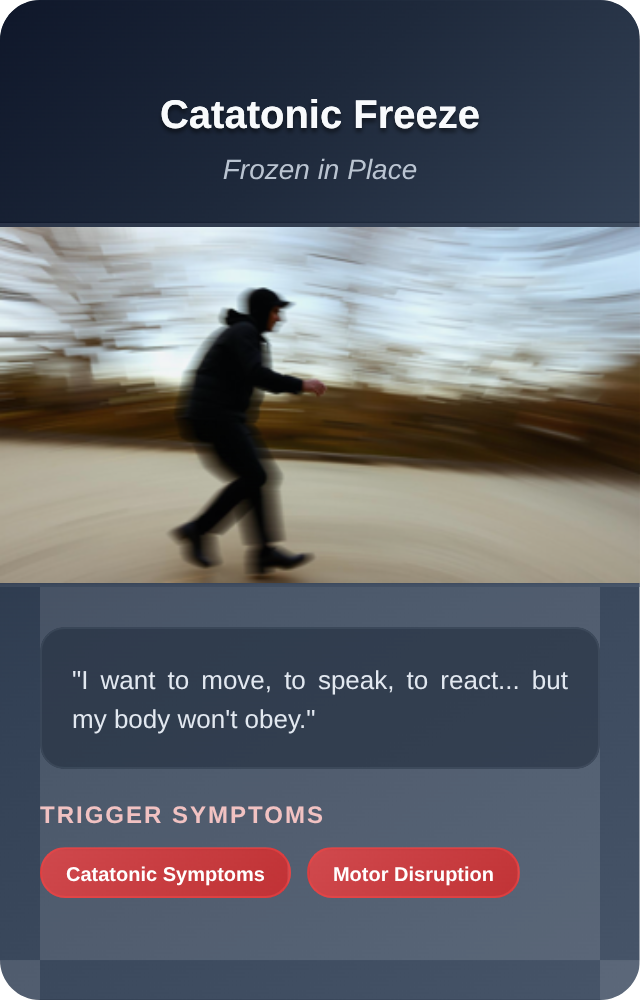 Catatonic Freeze
Frozen in Place
"I want to move, to speak, to react... but
my body won't obey."
TRIGGER SYMPTOMS
Catatonic Symptoms
Motor Disruption